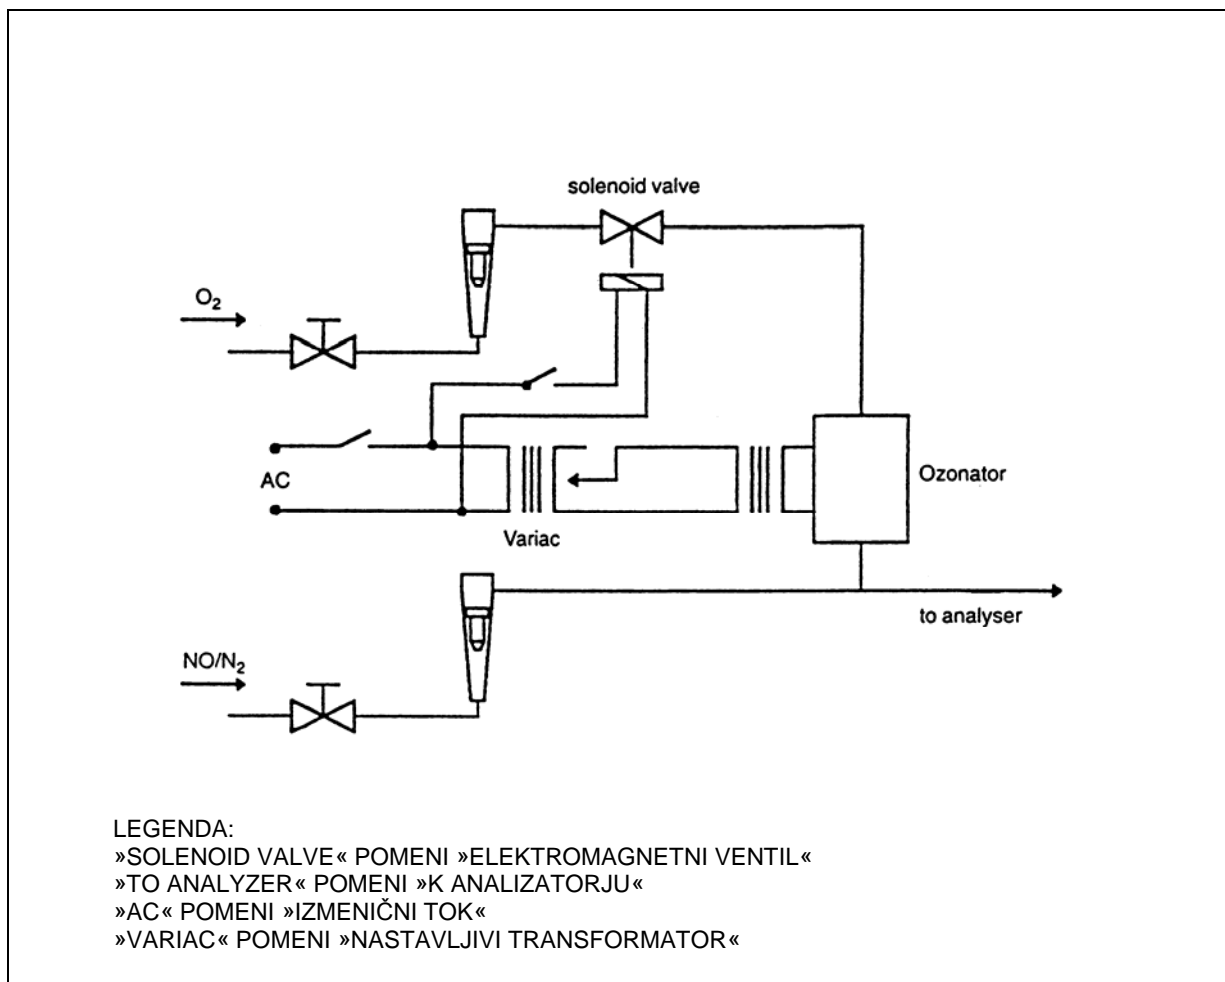 solenoid valve
O₂
AC
Variac
Ozonator
to analyser
NO/N₂
LEGENDA:
»SOLENOID VALVE« POMENI »ELEKTROMAGNETNI VENTIL«
»TO ANALYZER« POMENI »K ANALIZATORJU«
»AC« POMENI »IZMENIČNI TOK«
»VARIAC« POMENI »NASTAVLJIVI TRANSFORMATOR«